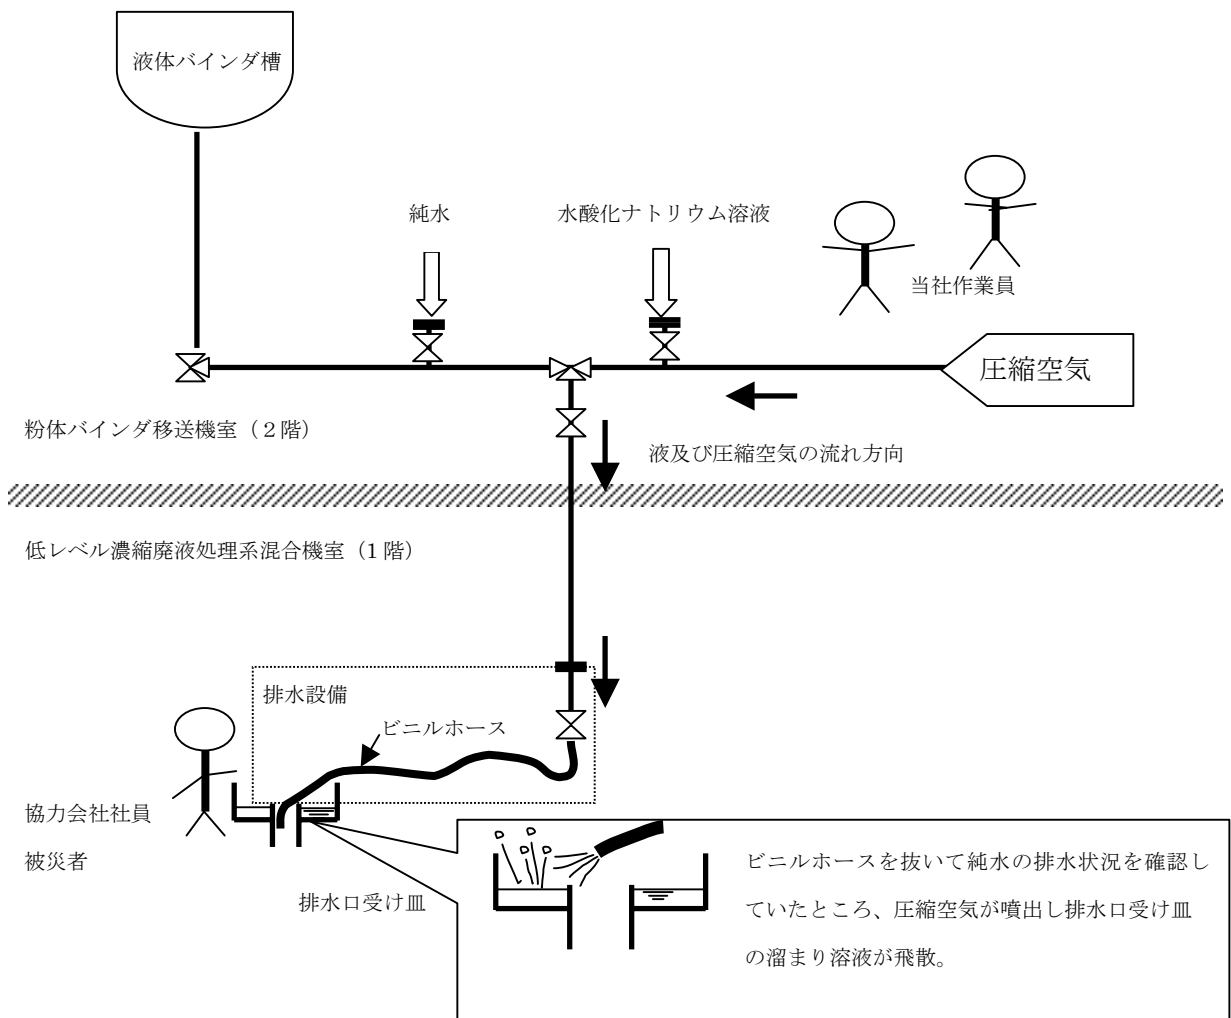 液体バインダ槽
純水
水酸化ナトリウム溶液
当社作業員
圧縮空気
粉体バインダ移送機室（２階）
液及び圧縮空気の流れ方向
低レベル濃縮廃液処理系混合機室（1 階）
排水設備
ビニルホース
協力会社社員
被災者
排水口受け皿
ビニルホースを抜いて純水の排水状況を確認し
ていたところ、圧縮空気が噴出し排水口受け皿
の溜まり溶液が飛散。